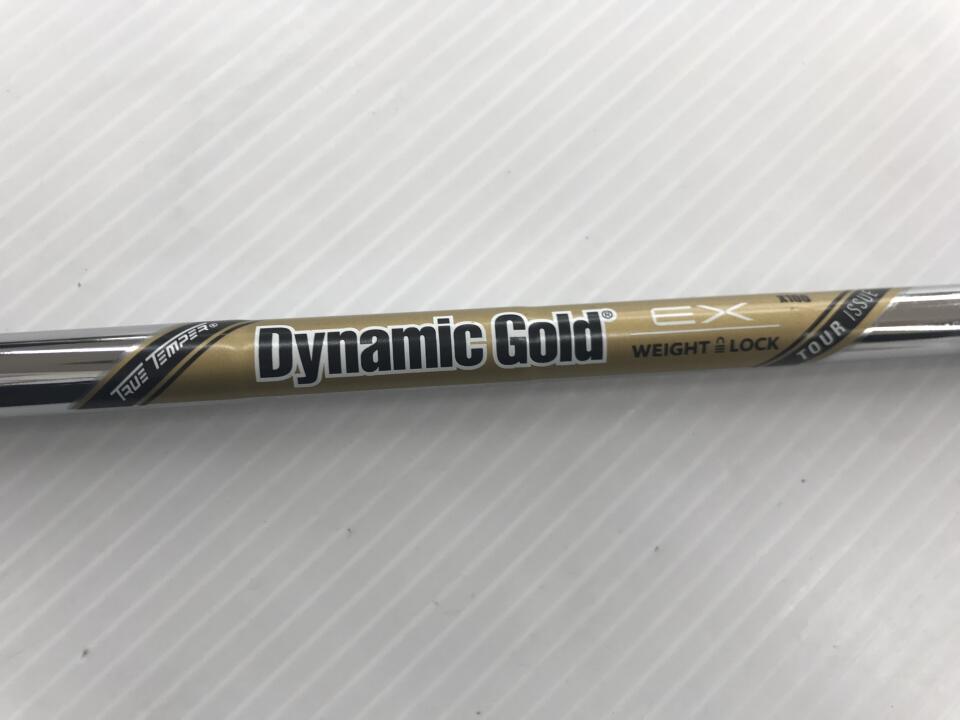 TRUE TEMPER®
Dynamic Gold®
EX
WEIGHT LOCK
X100
TOUR ISSUE